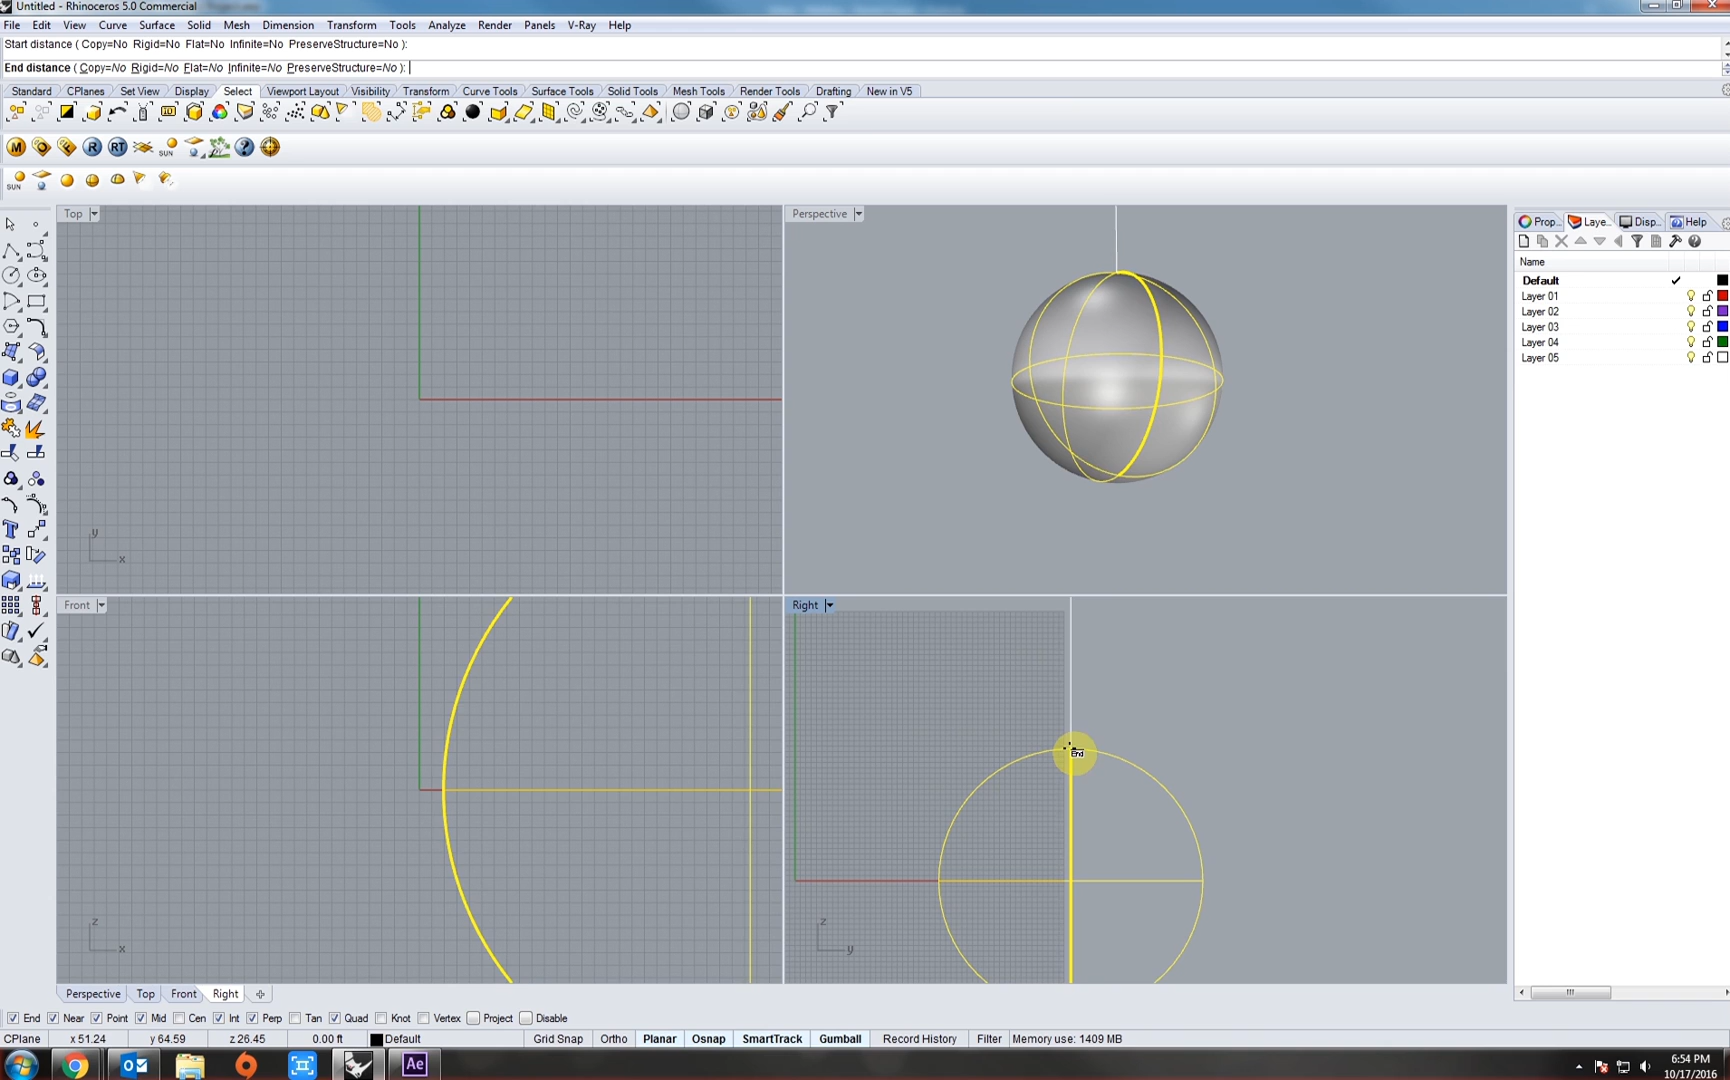 Untitled - Rhinoceros 5.0 Commercial
File Edit View Curve Surface Solid Mesh Dimension Transform Tools Analyze Render Panels V-Ray Help
Start distance ( Copy=No Rigid=No Flat=No Infinite=No PreserveStructure=No ):
End distance ( Copy=No Rigid=No Flat=No Infinite=No PreserveStructure=No ):
Standard CPlanes Set View Display Select Viewport Layout Visibility Transform Curve Tools Surface Tools Solid Tools Mesh Tools Render Tools Drafting New in V5
M R RT SUN ?
SUN
Top
Perspective
Prop... Laye... Disp... Help
Name
Default
Layer 01
Layer 02
Layer 03
Layer 04
Layer 05
y
x
Front
Right
End
z
x
z
y
Perspective Top Front Right
End Near Point Mid Cen Int Perp Tan Quad Knot Vertex Project Disable
CPlane x 51.24 y 64.59 z 26.45 0.00 ft Default Grid Snap Ortho Planar Osnap SmartTrack Gumball Record History Filter Memory use: 1409 MB
Ae
6:54 PM
10/17/2016